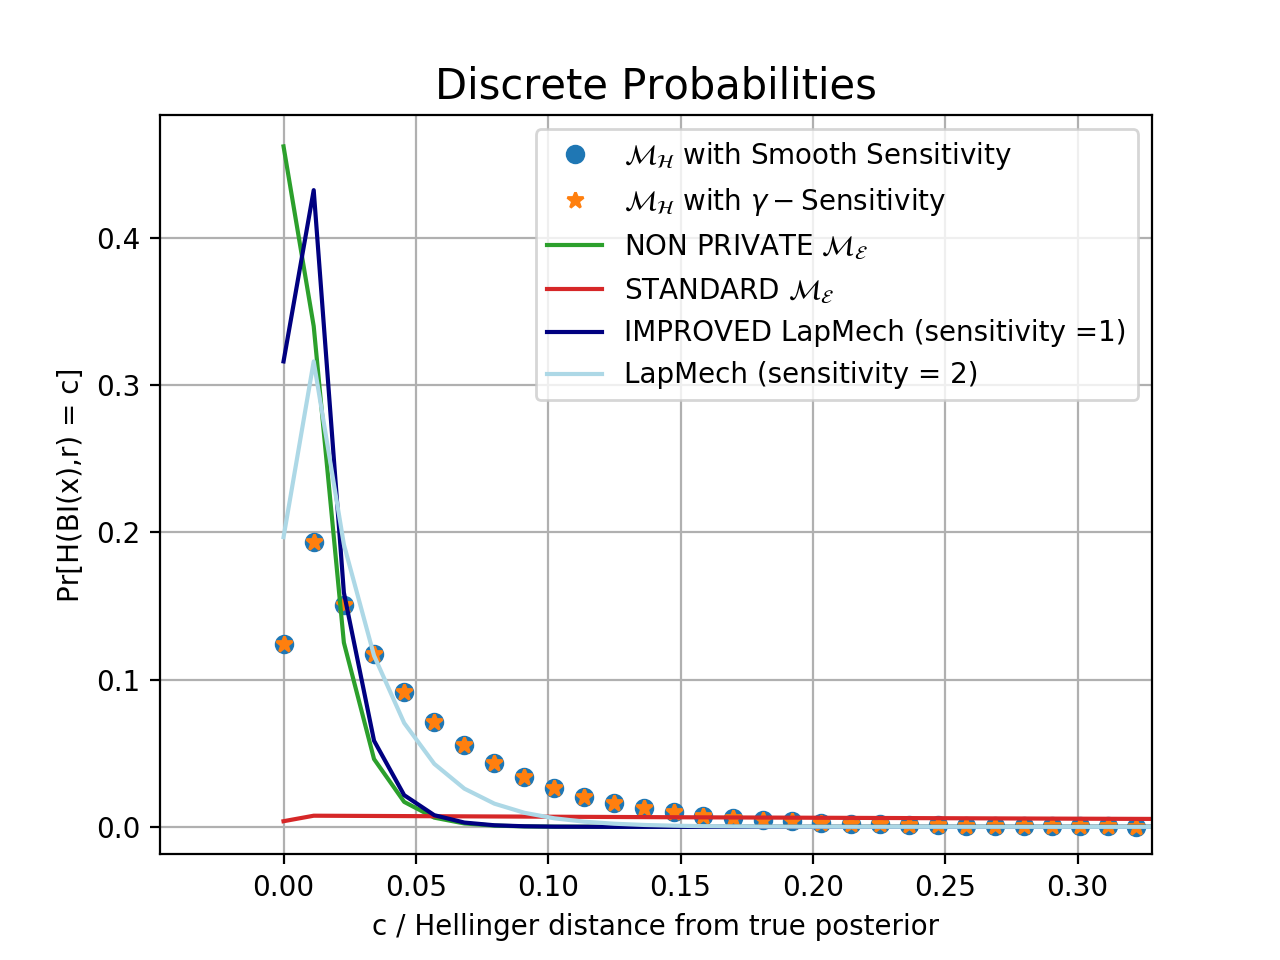 Discrete Probabilities
ℳ_ℋ with Smooth Sensitivity
ℳ_ℋ with γ − Sensitivity
NON PRIVATE ℳ_ℰ
STANDARD ℳ_ℰ
IMPROVED LapMech (sensitivity =1)
LapMech (sensitivity = 2)
Pr[H(BI(x),r) = c]
0.4
0.3
0.2
0.1
0.0
0.00 0.05 0.10 0.15 0.20 0.25 0.30
c / Hellinger distance from true posterior